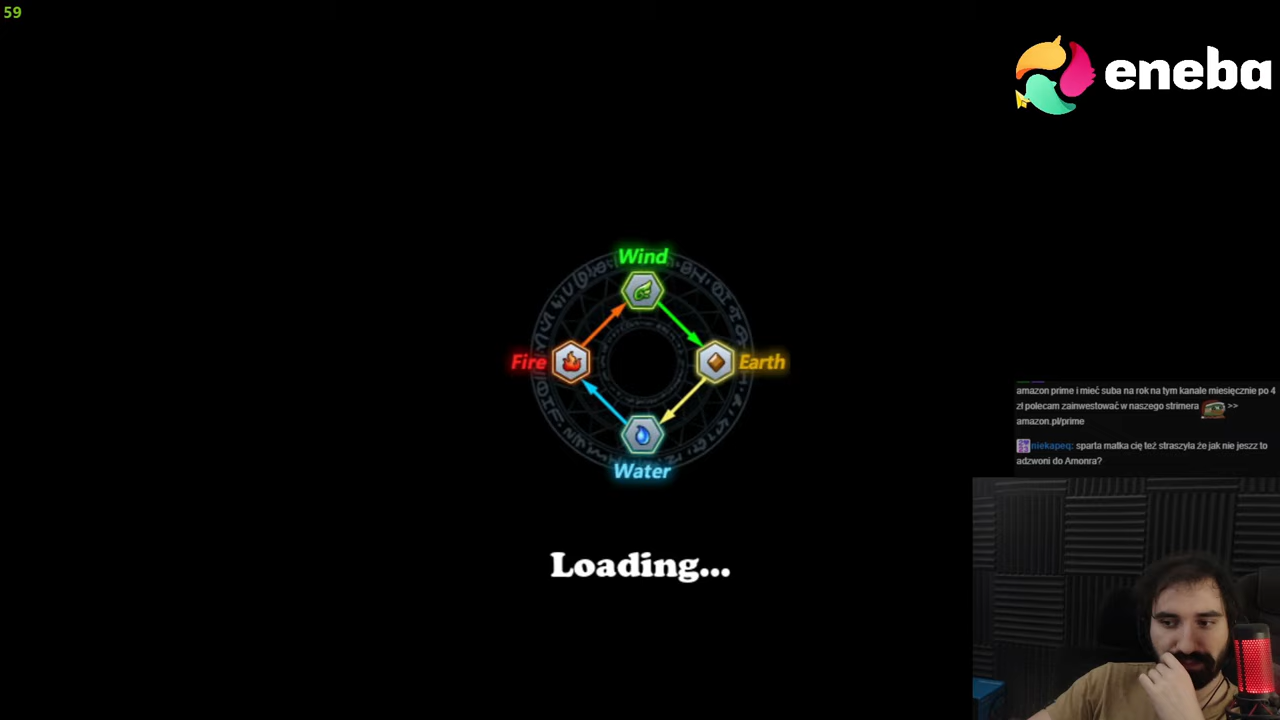 59
eneba
Wind
Fire
Earth
Water
Loading...
amazon prime i mieć suba na rok na tym kanale miesięcznie po 4
zł polecam zainwestować w naszego strimera >>
amazon.pl/prime
niekapeq: sparta matka cię też straszyła że jak nie jeszz to
adzwoni do Amonra?